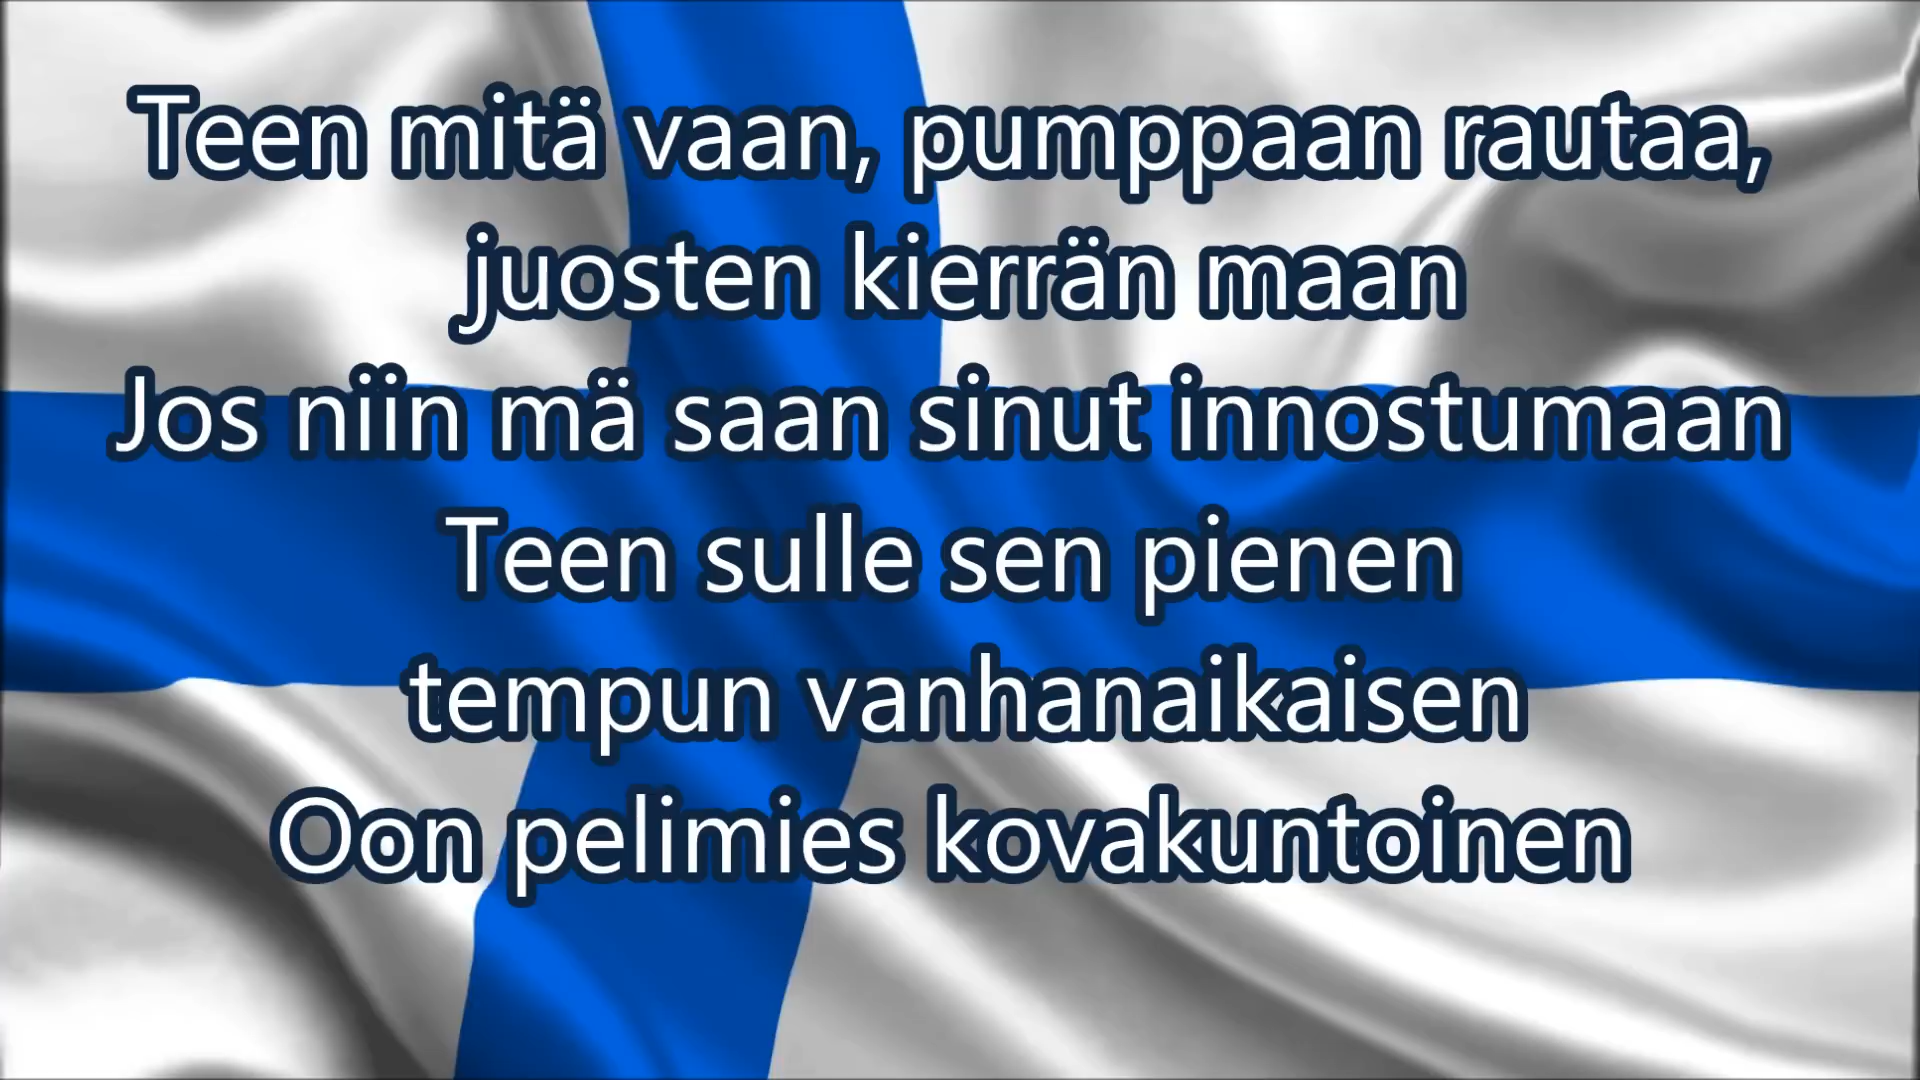 Teen mitä vaan, pumppaan rautaa,
juosten kierrän maan
Jos niin mä saan sinut innostumaan
Teen sulle sen pienen
tempun vanhanaikaisen
Oon pelimies kovakuntoinen